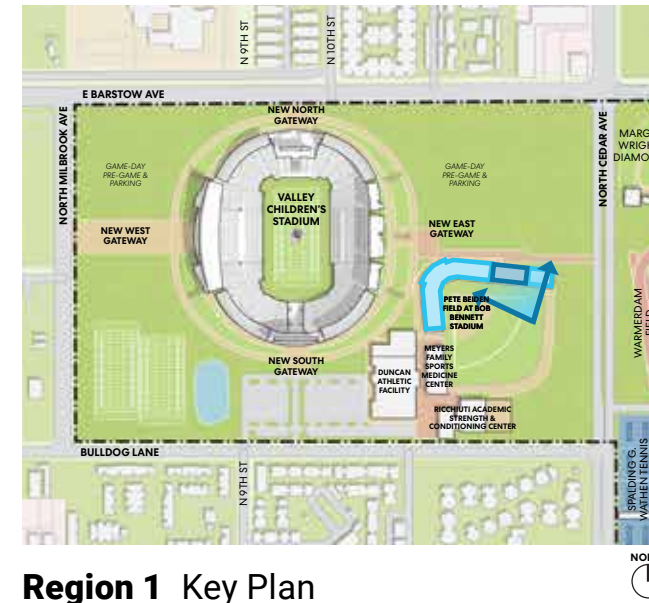 N 9TH ST
N 10TH ST
E BARSTOW AVE
NEW NORTH
GATEWAY
NORTH MILBROOK AVE
NORTH CEDAR AVE
GAME-DAY
PRE-GAME &
PARKING
GAME-DAY
PRE-GAME &
PARKING
VALLEY
CHILDREN'S
STADIUM
NEW WEST
GATEWAY
NEW EAST
GATEWAY
PETE BEIDEN
FIELD AT BOB
BENNETT
STADIUM
NEW SOUTH
GATEWAY
DUNCAN
ATHLETIC
FACILITY
MEYERS
FAMILY
SPORTS
MEDICINE
CENTER
RICCHIUTI ACADEMIC
STRENGTH &
CONDITIONING CENTER
WARMERDAM
SPALDING G.
WATHEN TENNIS
BULLDOG LANE
N 9TH ST
Region 1 Key Plan